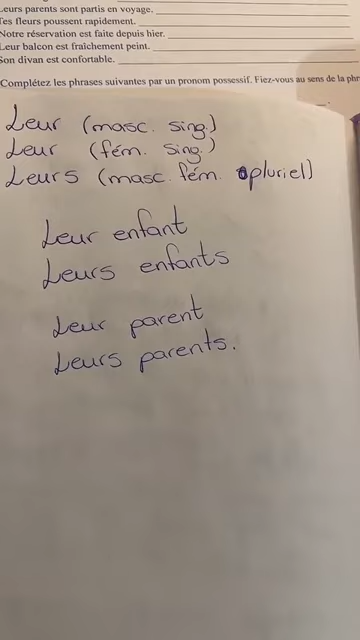 Leurs parents sont partis en voyage.
Tes fleurs poussent rapidement.
Notre réservation est faite depuis hier.
Leur balcon est fraîchement peint.
Son divan est confortable.
Complétez les phrases suivantes par un pronom possessif. Fiez-vous au sens de la
Leur (masc. sing.)
Leur (fém. sing.)
Leurs (masc. fém. pluriel)
Leur enfant
Leurs enfants
Leur parent
Leurs parents.